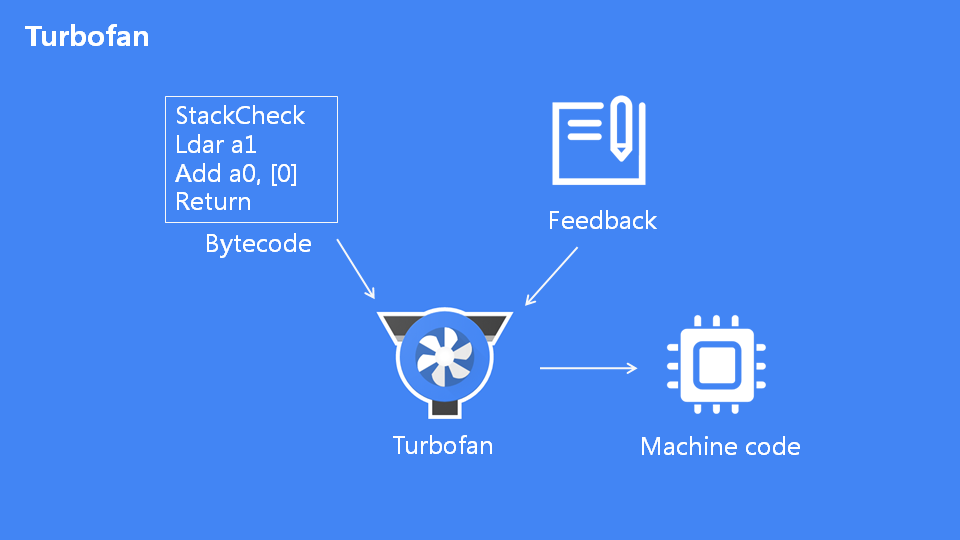 Turbofan
StackCheck
Ldar a1
Add a0, [0]
Return
Bytecode
Feedback
Turbofan
Machine code